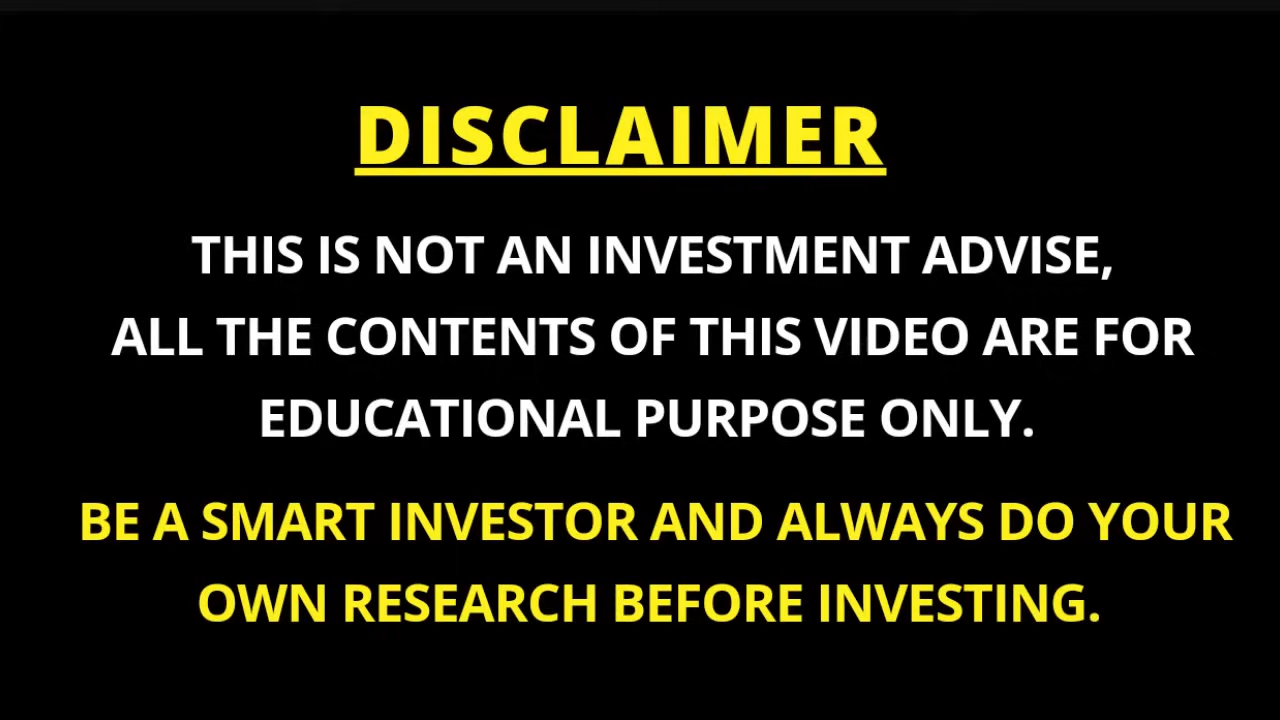 DISCLAIMER
THIS IS NOT AN INVESTMENT ADVISE,
ALL THE CONTENTS OF THIS VIDEO ARE FOR
EDUCATIONAL PURPOSE ONLY.
BE A SMART INVESTOR AND ALWAYS DO YOUR
OWN RESEARCH BEFORE INVESTING.